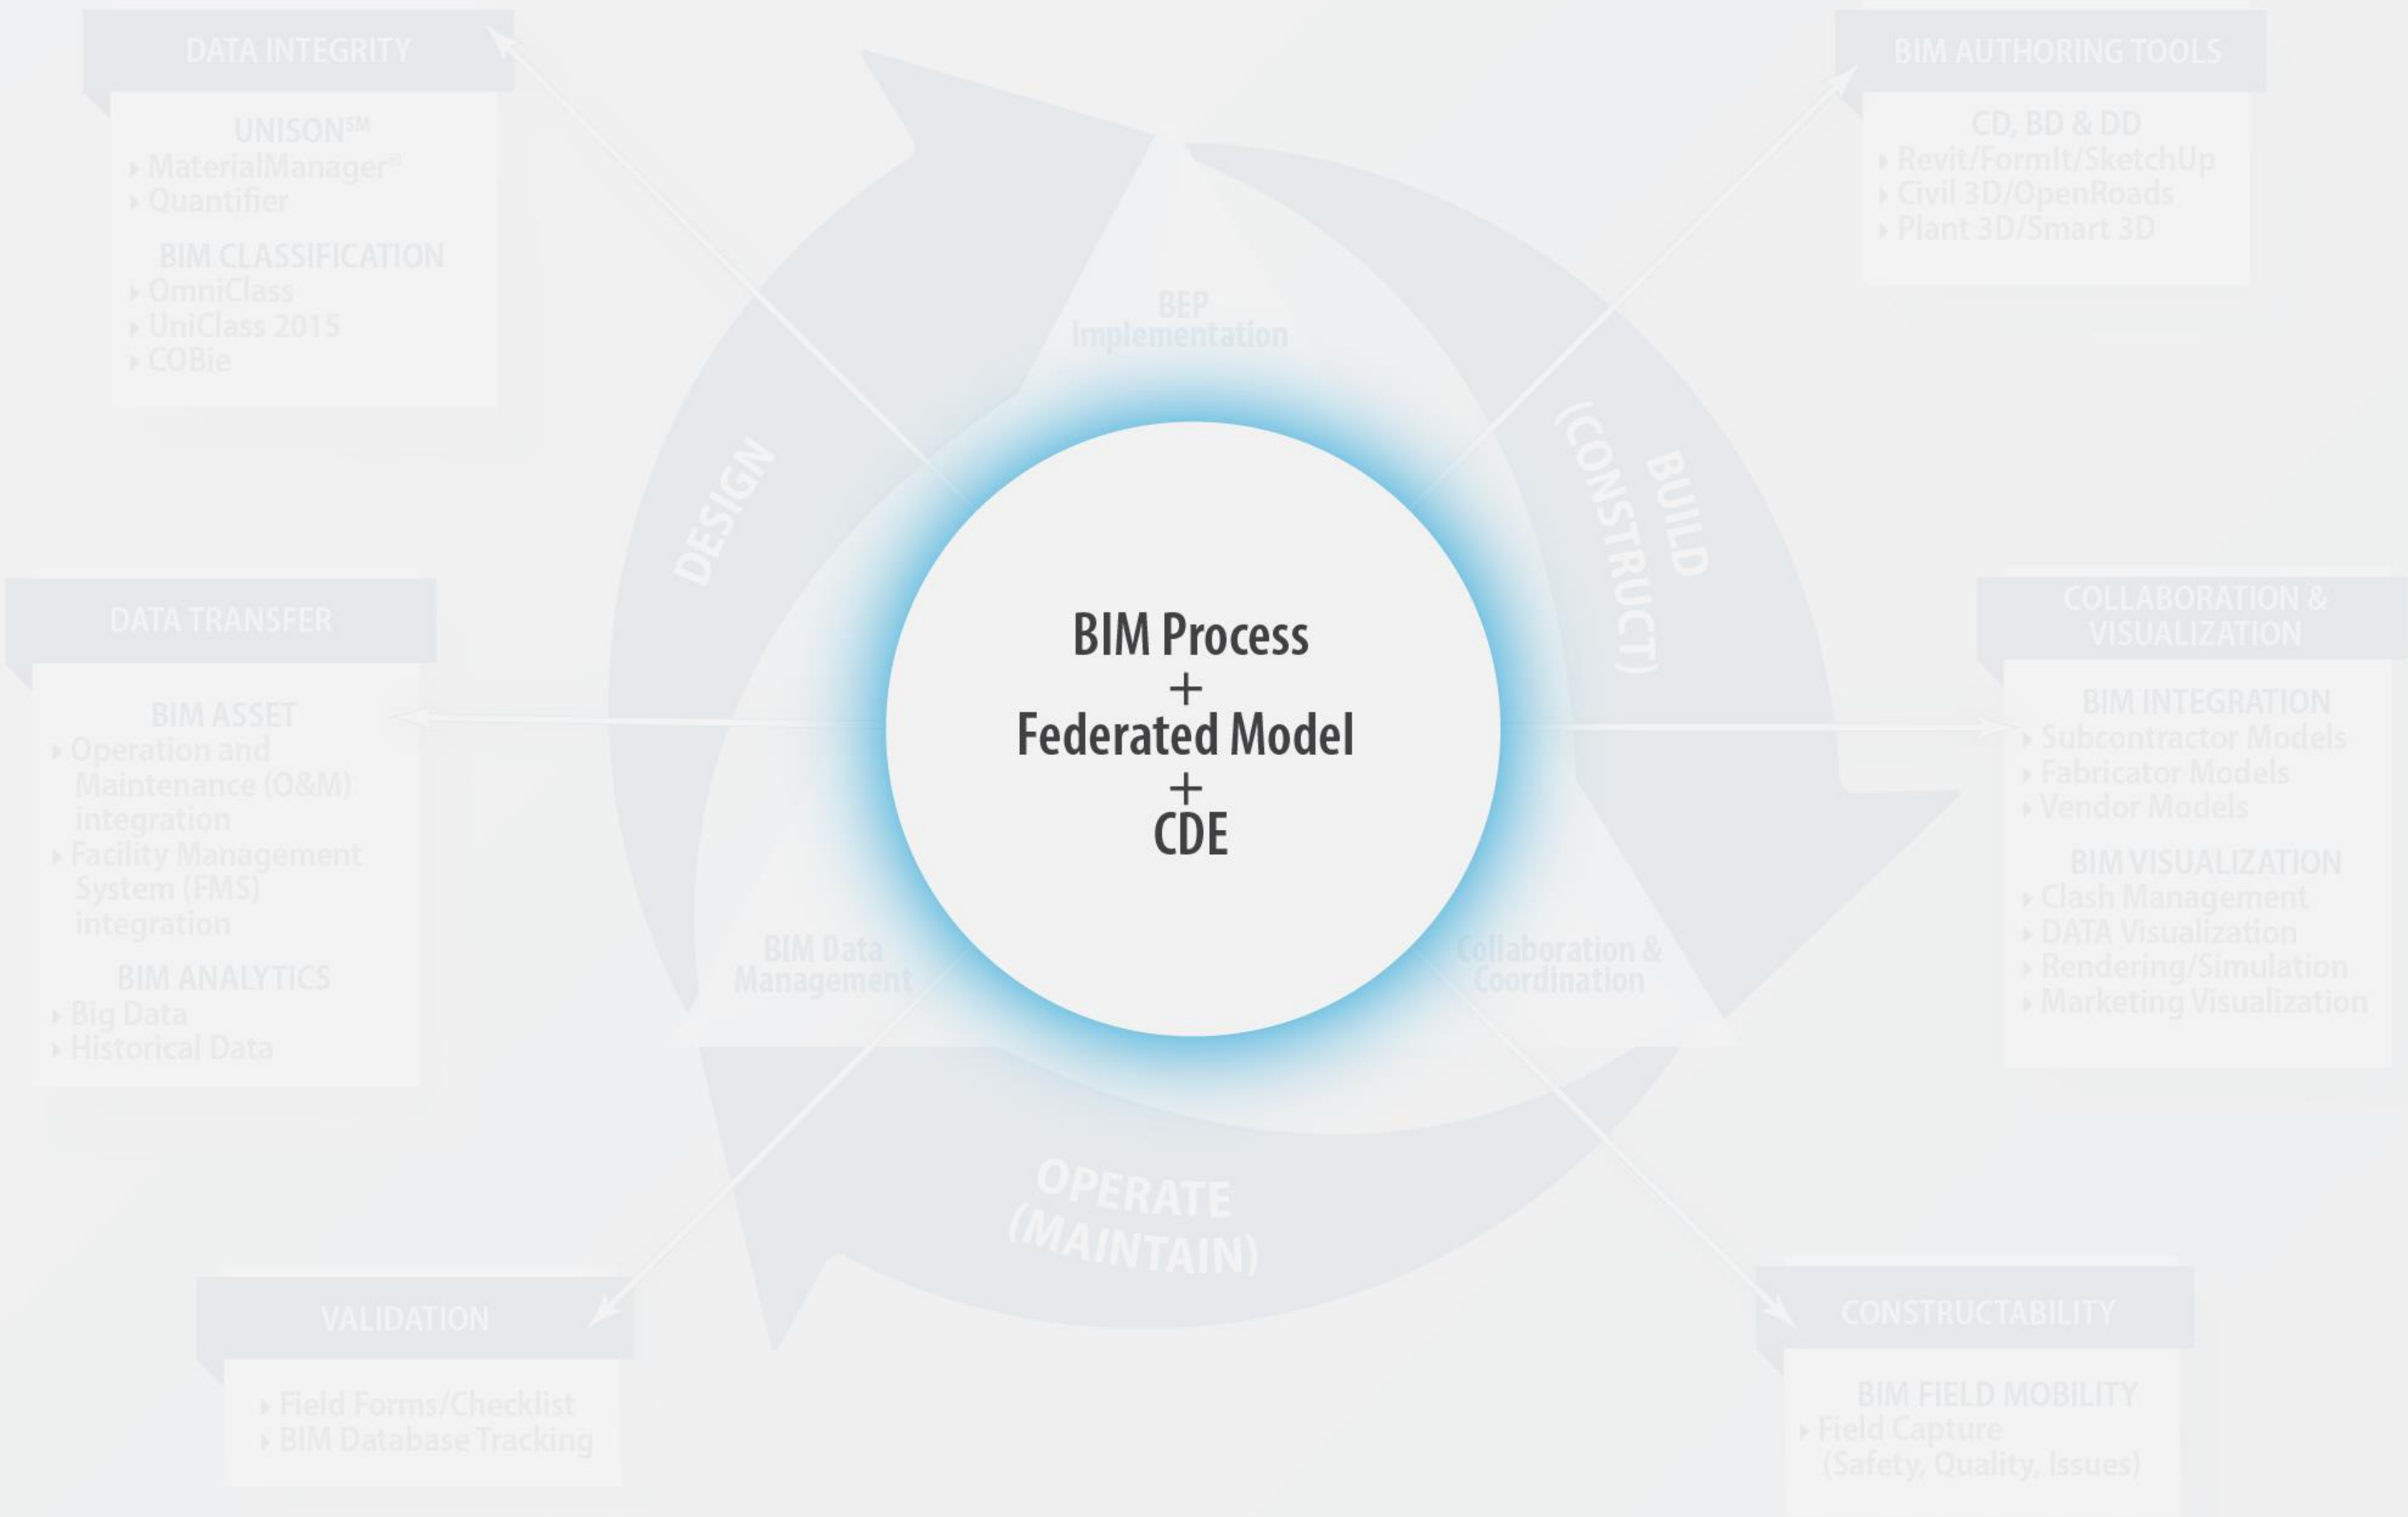 DATA INTEGRITY
UNISON℠
MaterialManager®
Quantifier
BIM CLASSIFICATION
OmniClass
UniClass 2015
COBie
BIM AUTHORING TOOLS
CD, BD & DD
Revit/FormIt/SketchUp
Civil 3D/OpenRoads
Plant 3D/Smart 3D
BEP
Implementation
DESIGN
BUILD
(CONSTRUCT)
BIM Process
+
Federated Model
+
CDE
DATA TRANSFER
BIM ASSET
Operation and
Maintenance (O&M)
integration
Facility Management
System (FMS)
integration
BIM ANALYTICS
Big Data
Historical Data
COLLABORATION &
VISUALIZATION
BIM INTEGRATION
Subcontractor Models
Fabricator Models
Vendor Models
BIM VISUALIZATION
Clash Management
DATA Visualization
Rendering/Simulation
Marketing Visualization
BIM Data
Management
Collaboration &
Coordination
OPERATE
(MAINTAIN)
VALIDATION
Field Forms/Checklist
BIM Database Tracking
CONSTRUCTABILITY
BIM FIELD MOBILITY
Field Capture
(Safety, Quality, Issues)